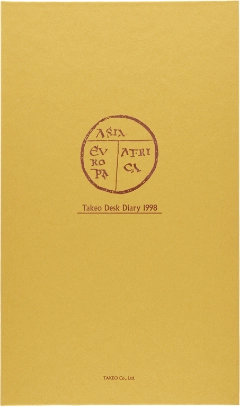 ASIA
EV
RO
PA
AFRI
CA
Takeo Desk Diary 1998
TAKEO Co., Ltd.